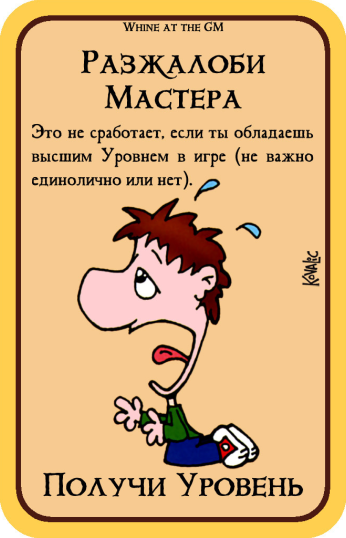 Whine at the GM
Разжалоби
Мастера
Это не сработает, если ты обладаешь
высшим Уровнем в игре (не важно
единолично или нет).
Kovalic
Получи Уровень